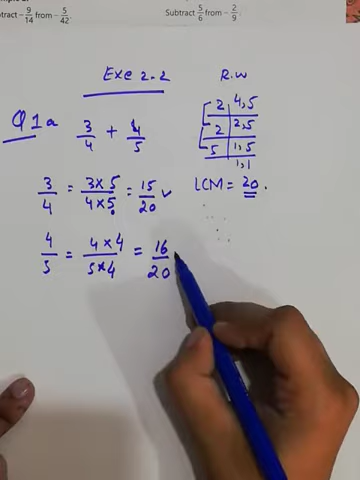 btract -9/14 from -5/42. Subtract 5/6 from -2/9.
Exe 2.2 R.W
Q1a 3/4 + 4/5
2 | 4,5
2 | 2,5
5 | 1,5
1,1
LCM = 20.
3/4 = 3×5/4×5 = 15/20 ✓
4/5 = 4×4/5×4 = 16/20